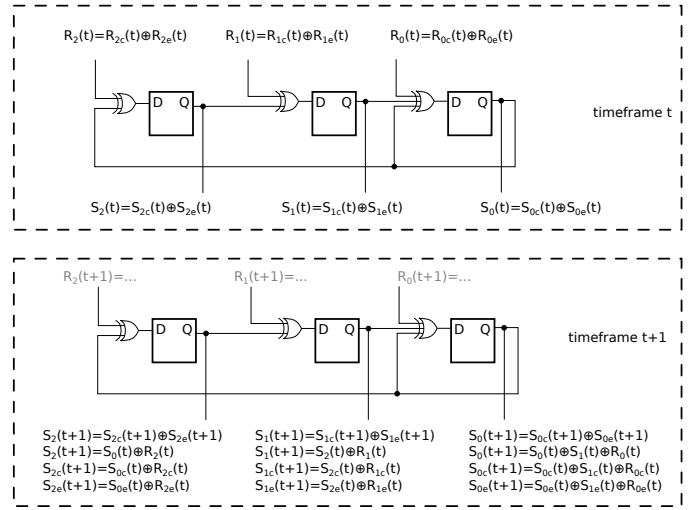 R₂(t)=R₂c(t)⊕R₂e(t) R₁(t)=R₁c(t)⊕R₁e(t) R₀(t)=R₀c(t)⊕R₀e(t)
D Q D Q D Q
timeframe t
S₂(t)=S₂c(t)⊕S₂e(t) S₁(t)=S₁c(t)⊕S₁e(t) S₀(t)=S₀c(t)⊕S₀e(t)
R₂(t+1)=... R₁(t+1)=... R₀(t+1)=...
D Q D Q D Q
timeframe t+1
S₂(t+1)=S₂c(t+1)⊕S₂e(t+1) S₁(t+1)=S₁c(t+1)⊕S₁e(t+1) S₀(t+1)=S₀c(t+1)⊕S₀e(t+1)
S₂(t+1)=S₀(t)⊕R₂(t) S₁(t+1)=S₂(t)⊕R₁(t) S₀(t+1)=S₀(t)⊕S₁(t)⊕R₀(t)
S₂c(t+1)=S₀c(t)⊕R₂c(t) S₁c(t+1)=S₂c(t)⊕R₁c(t) S₀c(t+1)=S₀c(t)⊕S₁c(t)⊕R₀c(t)
S₂e(t+1)=S₀e(t)⊕R₂e(t) S₁e(t+1)=S₂e(t)⊕R₁e(t) S₀e(t+1)=S₀e(t)⊕S₁e(t)⊕R₀e(t)